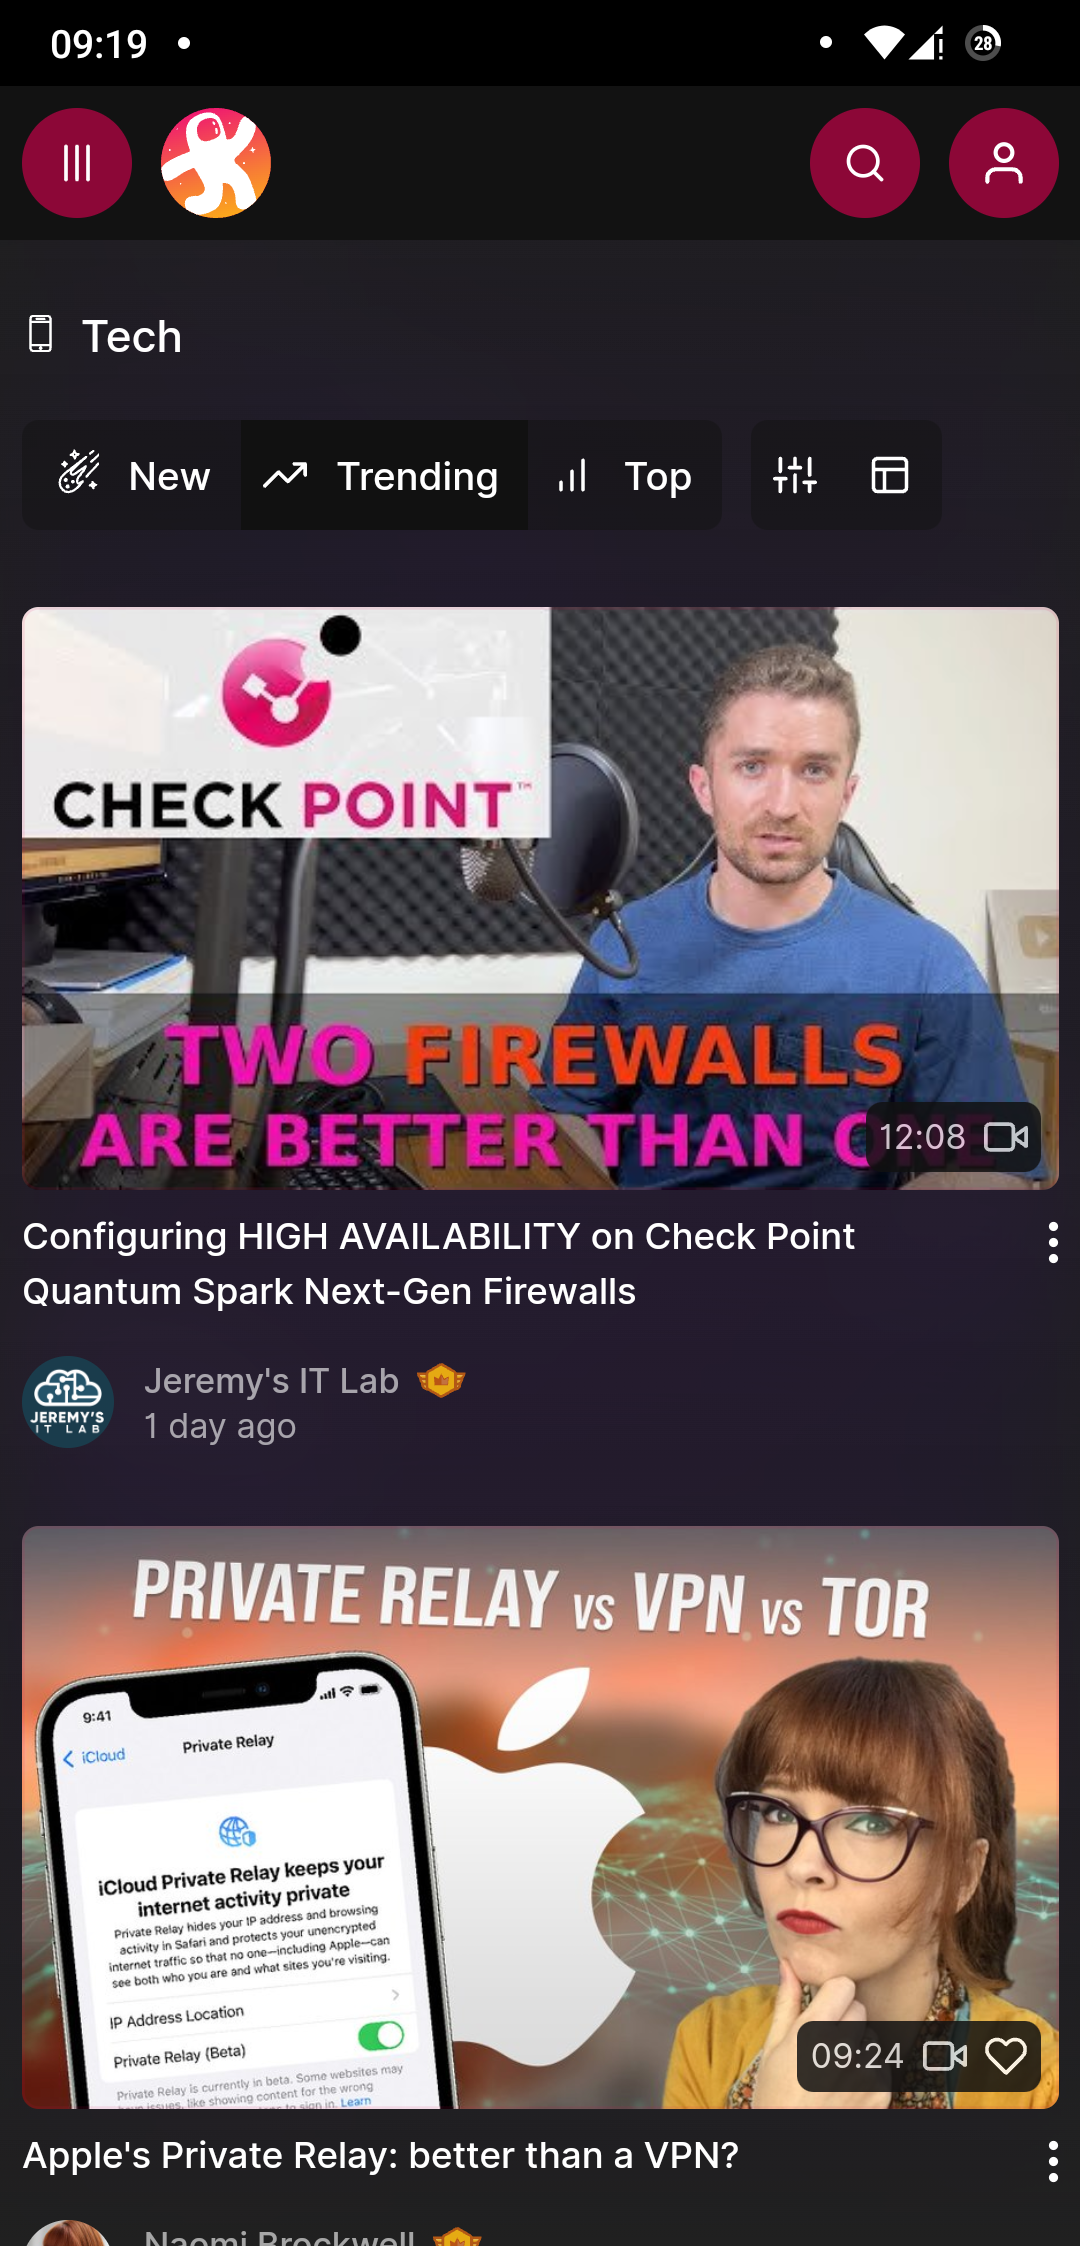 09:19
28
Tech
New
Trending
Top
CHECK POINT™
TWO FIREWALLS
ARE BETTER THAN ONE
12:08
Configuring HIGH AVAILABILITY on Check Point
Quantum Spark Next-Gen Firewalls
JEREMY'S
IT LAB
Jeremy's IT Lab
1 day ago
PRIVATE RELAY VS VPN VS TOR
9:41
iCloud
Private Relay
iCloud Private Relay keeps your
internet activity private
Private Relay hides your IP address and browsing
activity in Safari and protects your unencrypted
internet traffic so that no one—including Apple—can
see both who you are and what sites you're visiting.
IP Address Location
Private Relay (Beta)
Private Relay is currently in beta. Some websites may
have issues, like showing content for the wrong
to sign in. Learn
09:24
Apple's Private Relay: better than a VPN?
Naomi Brockwell